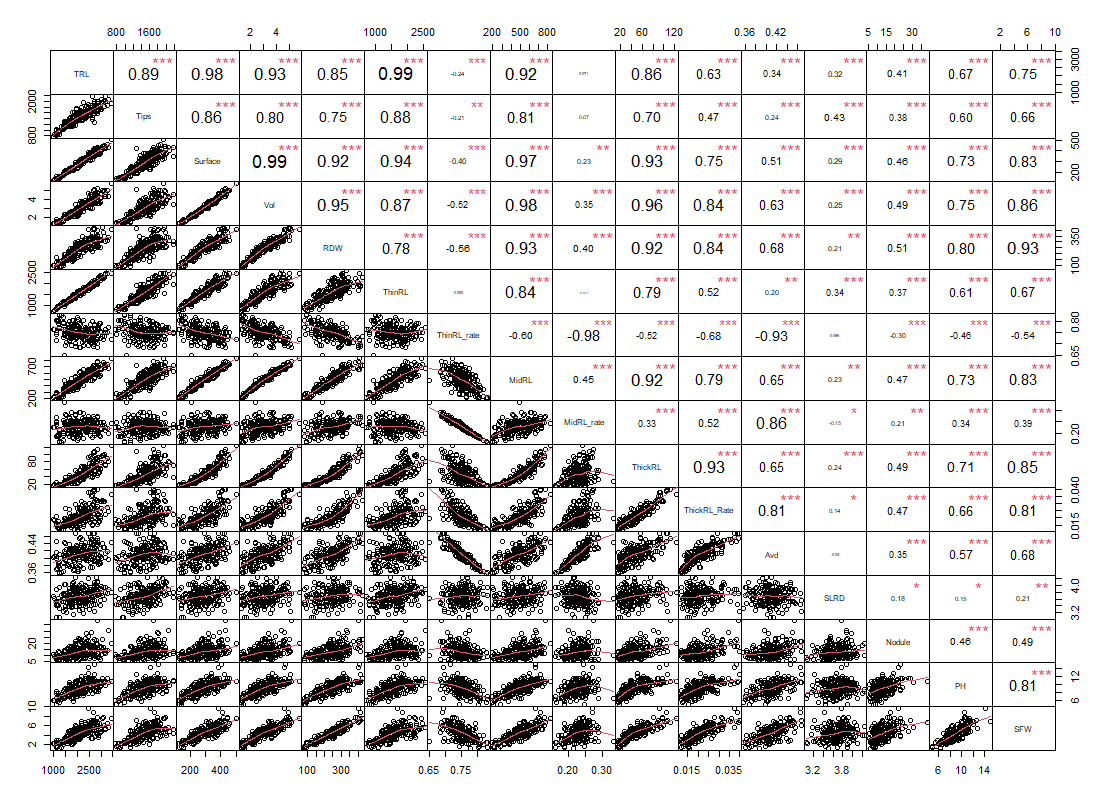 800 1600 2 4 1000 2500 200 500 800 20 60 120 0.36 0.42 5 15 30 2 6 10
TRL 0.89 *** 0.98 *** 0.93 *** 0.85 *** 0.99 *** -0.24 *** 0.92 *** 0.86 *** 0.63 *** 0.34 *** 0.32 *** 0.41 *** 0.67 *** 0.75 *** 1000 3000
800 2000 Tips 0.86 *** 0.80 *** 0.75 *** 0.88 *** -0.21 ** 0.81 *** 0.07 0.70 *** 0.47 *** 0.24 *** 0.43 *** 0.38 *** 0.60 *** 0.66 ***
Surface 0.99 *** 0.92 *** 0.94 *** -0.40 *** 0.97 *** 0.23 ** 0.93 *** 0.75 *** 0.51 *** 0.29 *** 0.46 *** 0.73 *** 0.83 *** 200 500
2 4 Vol 0.95 *** 0.87 *** -0.52 *** 0.98 *** 0.35 *** 0.96 *** 0.84 *** 0.63 *** 0.25 *** 0.49 *** 0.75 *** 0.86 ***
RDW 0.78 *** -0.56 *** 0.93 *** 0.40 *** 0.92 *** 0.84 *** 0.68 *** 0.21 ** 0.51 *** 0.80 *** 0.93 *** 100 350
1000 2500 ThinRL 0.84 *** 0.79 *** 0.52 *** 0.20 ** 0.34 *** 0.37 *** 0.61 *** 0.67 ***
ThinRL_rate -0.60 *** -0.98 *** -0.52 *** -0.68 *** -0.93 *** -0.30 *** -0.46 *** -0.54 *** 0.65 0.80
200 700 MidRL 0.45 *** 0.92 *** 0.79 *** 0.65 *** 0.23 ** 0.47 *** 0.73 *** 0.83 ***
MidRL_rate 0.33 *** 0.52 *** 0.86 *** -0.15 * 0.21 ** 0.34 *** 0.39 *** 0.20
20 80 ThickRL 0.93 *** 0.65 *** 0.24 *** 0.49 *** 0.71 *** 0.85 ***
ThickRL_Rate 0.81 *** 0.14 * 0.47 *** 0.66 *** 0.81 *** 0.015 0.040
0.36 0.44 Avd 0.35 *** 0.57 *** 0.68 ***
SLRD 0.18 * 0.15 * 0.21 ** 3.2 4.0
5 20 Nodule 0.46 *** 0.49 ***
PH 0.81 *** 6 12
2 6 10 SFW
1000 2500 200 400 100 300 0.65 0.75 0.20 0.30 0.015 0.035 3.2 3.8 6 10 14